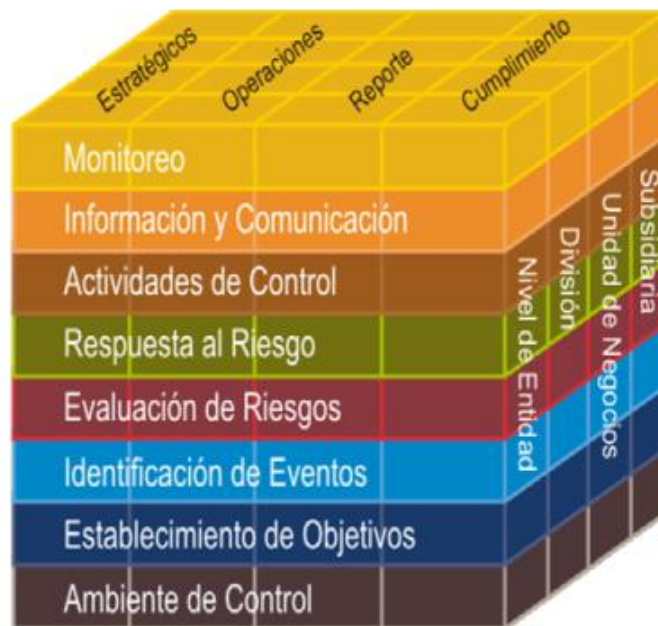 Estratégicos
Operaciones
Reporte
Cumplimiento
Monitoreo
Información y Comunicación
Actividades de Control
Respuesta al Riesgo
Evaluación de Riesgos
Identificación de Eventos
Establecimiento de Objetivos
Ambiente de Control
Nivel de Entidad
División
Unidad de Negocios
Subsidiaria